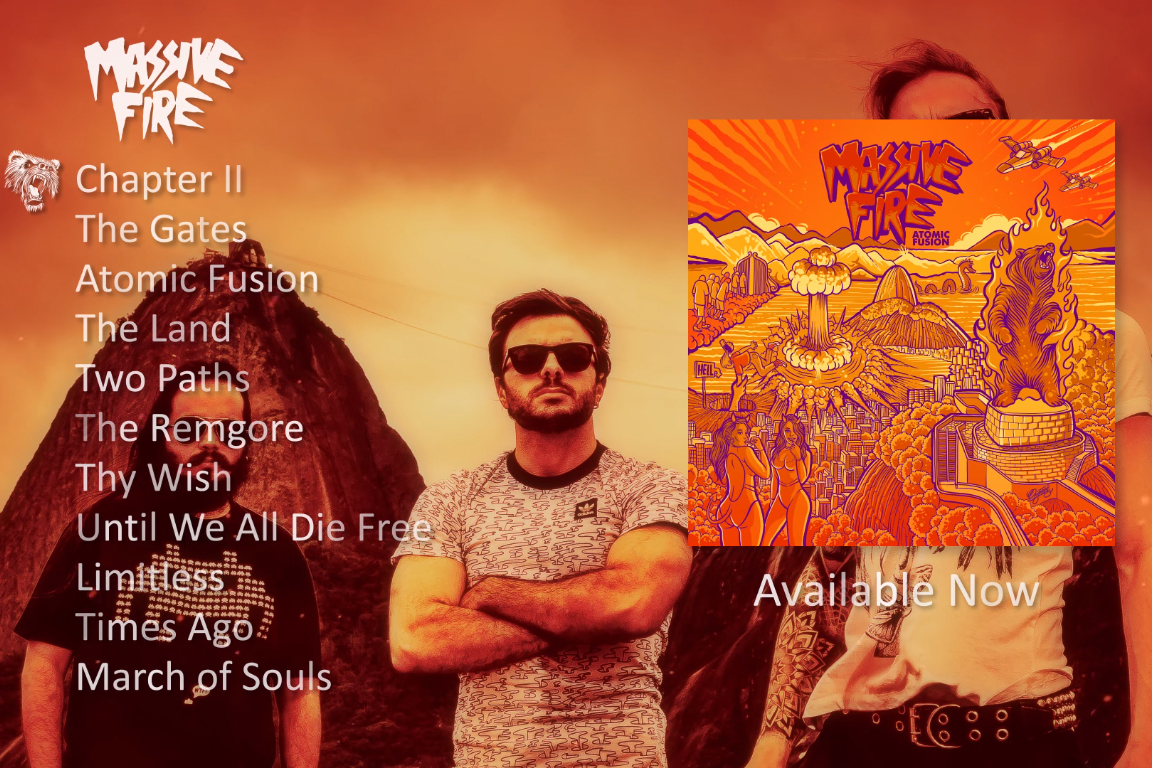 MASSIVE
FIRE
Chapter II
The Gates
Atomic Fusion
The Land
Two Paths
The Remgore
Thy Wish
Until We All Die Free
Limitless
Times Ago
March of Souls
MASSIVE
FIRE
ATOMIC
FUSION
HELL
Available Now